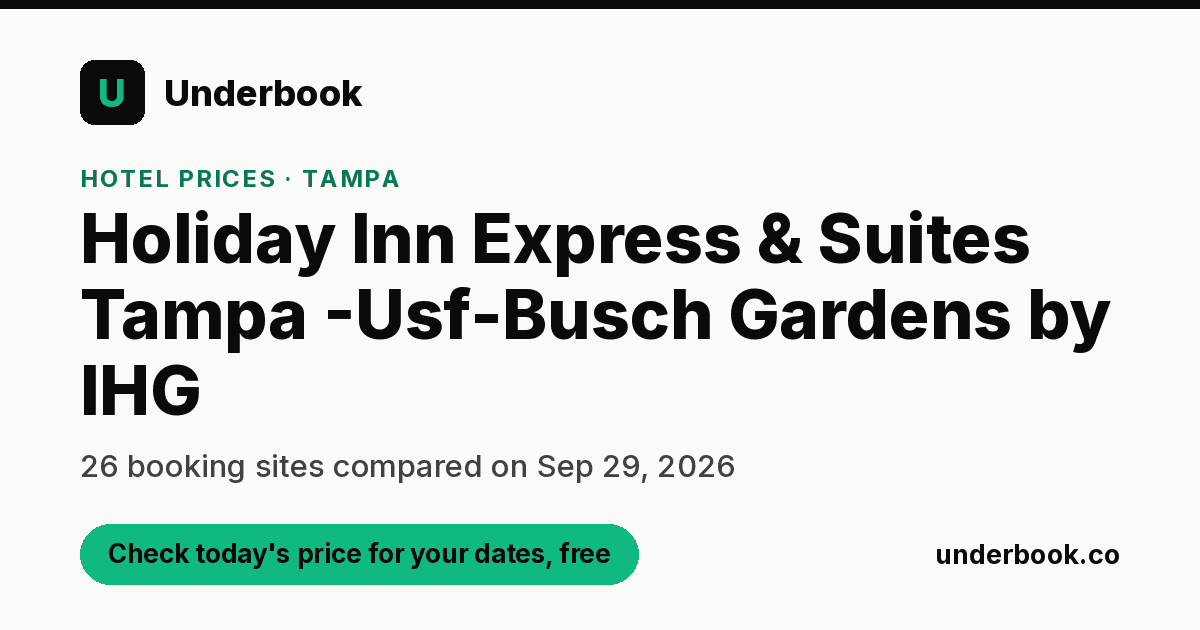 U Underbook
HOTEL PRICES · TAMPA
Holiday Inn Express & Suites
Tampa -Usf-Busch Gardens by
IHG
26 booking sites compared on Sep 29, 2026
Check today's price for your dates, free
underbook.co